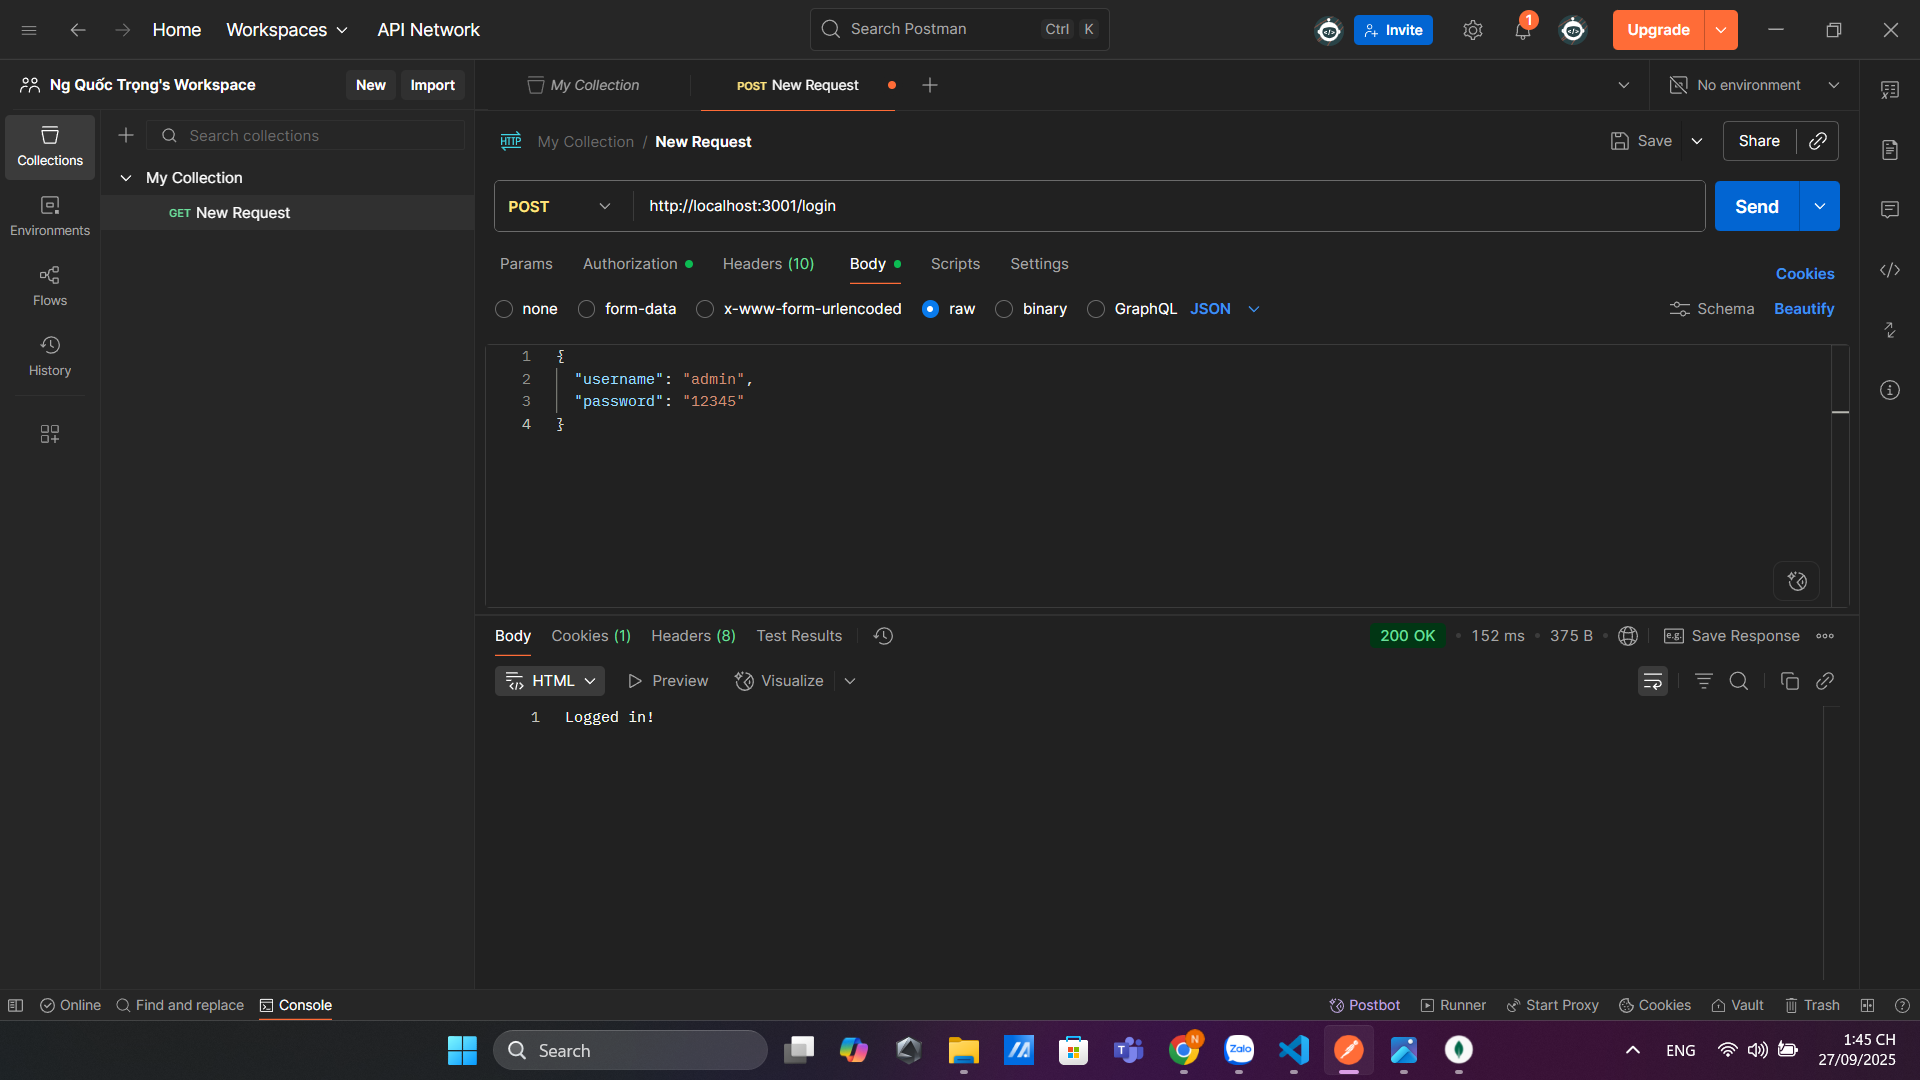 Home Workspaces API Network Search Postman Ctrl K Invite 1 Upgrade
Ng Quốc Trọng's Workspace New Import My Collection POST New Request No environment
Collections Search collections HTTP My Collection / New Request Save Share
My Collection
GET New Request POST http://localhost:3001/login Send
Environments
Params Authorization Headers (10) Body Scripts Settings Cookies
Flows none form-data x-www-form-urlencoded raw binary GraphQL JSON Schema Beautify
History
1 {
2 "username": "admin",
3 "password": "12345"
4 }
Body Cookies (1) Headers (8) Test Results 200 OK • 152 ms • 375 B • e.g. Save Response
HTML Preview Visualize
1 Logged in!
Online Find and replace Console Postbot Runner Start Proxy Cookies Vault Trash
Search N Zalo T ENG 1:45 CH
27/09/2025